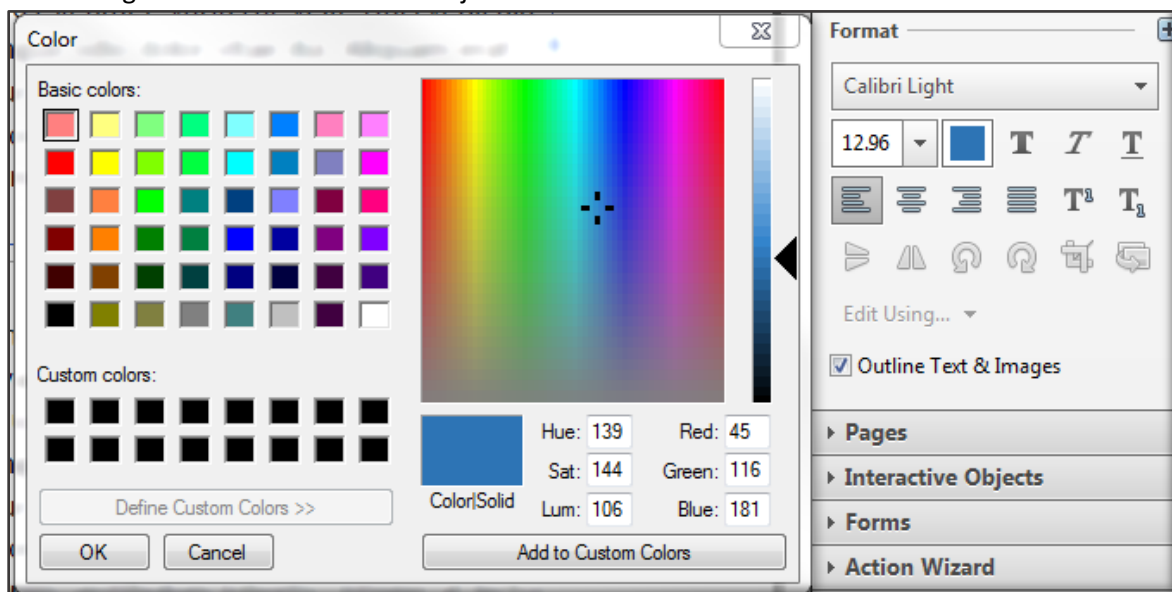 Color
Basic colors:
Custom colors:
Define Custom Colors >>
OK Cancel
Color|Solid
Hue: 139 Red: 45
Sat: 144 Green: 116
Lum: 106 Blue: 181
Add to Custom Colors
Format
Calibri Light
12.96 T T T
T1 T1
Edit Using...
Outline Text & Images
Pages
Interactive Objects
Forms
Action Wizard